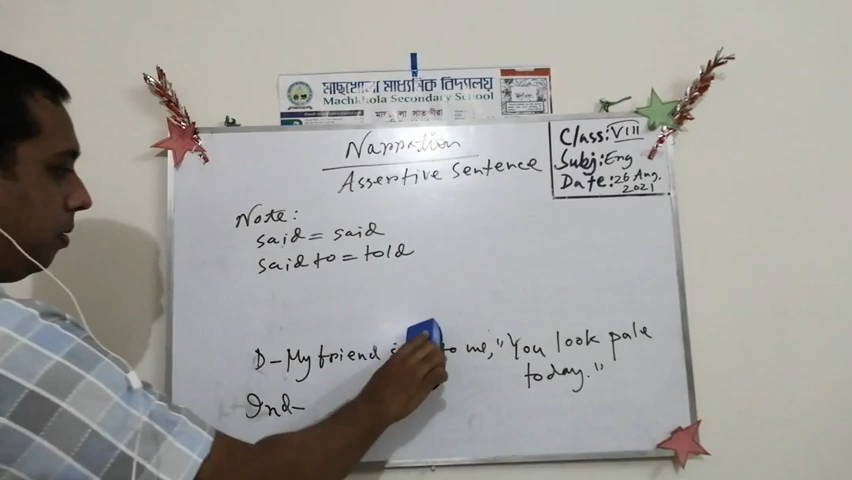 মাছখোলা মাধ্যমিক বিদ্যালয়
Machkhola Secondary School
Narration
Assertive Sentence
Class: VIII
Subj: Eng
Date: 26 Aug.
2021
Note:
said = said
said to = told
D- My friend to me, "You look pale
today."
Ind-